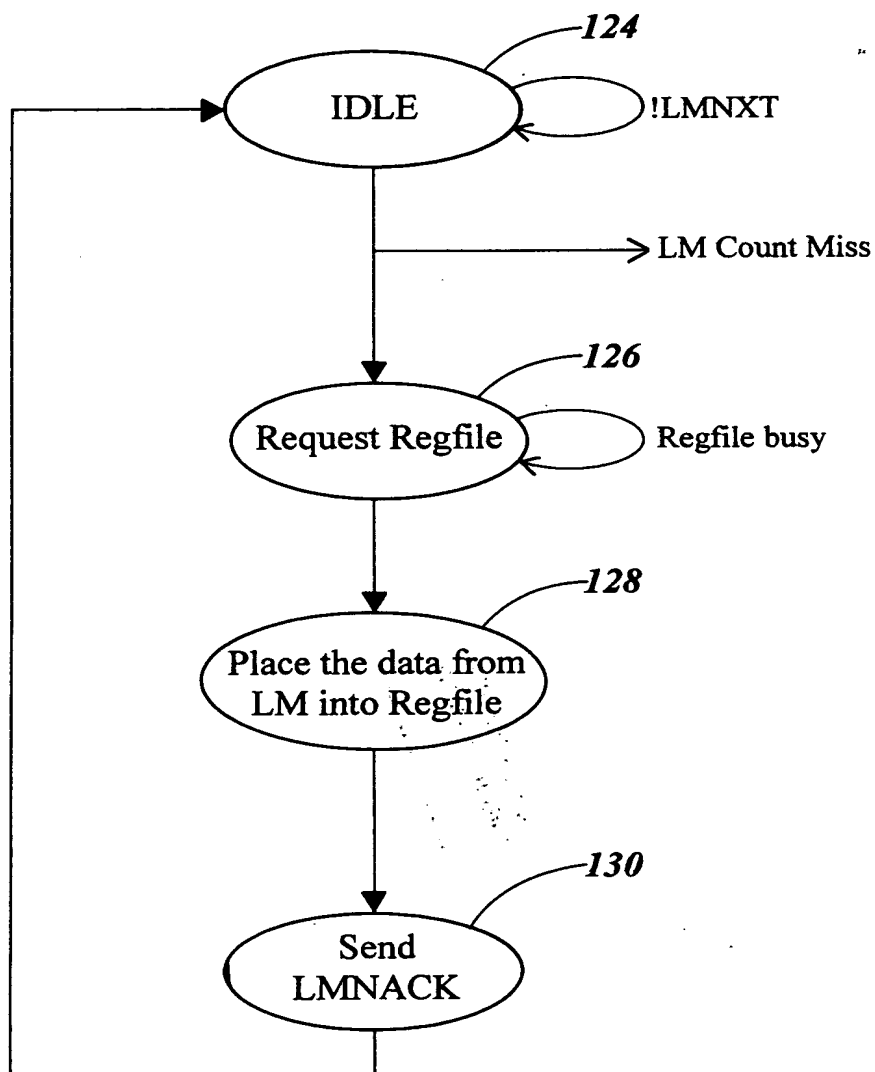 124
IDLE
!LMNXT
LM Count Miss
126
Request Regfile
Regfile busy
128
Place the data from
LM into Regfile
130
Send
LMNACK